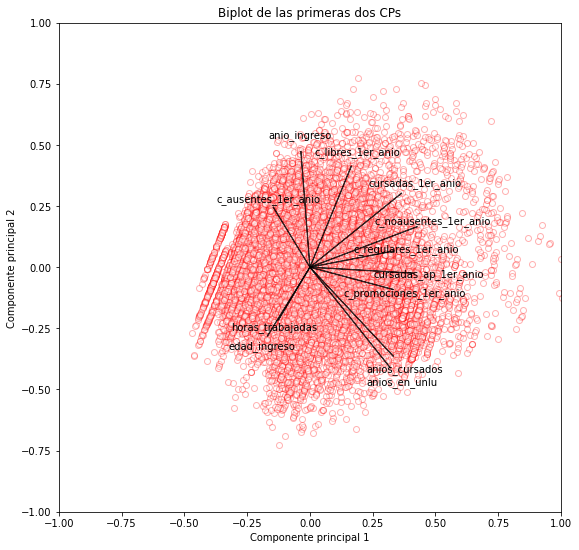 Biplot de las primeras dos CPs
1.00
0.75
0.50
0.25
0.00
-0.25
-0.50
-0.75
-1.00
Componente principal 2
anio_ingreso
c_libres_1er_anio
cursadas_1er_anio
c_ausentes_1er_anio
c_noausentes_1er_anio
c_regulares_1er_anio
cursadas_ap_1er_anio
c_promociones_1er_anio
horas_trabajadas
edad_ingreso
anios_cursados
anios_en_unlu
-1.00
-0.75
-0.50
-0.25
0.00
0.25
0.50
0.75
1.00
Componente principal 1